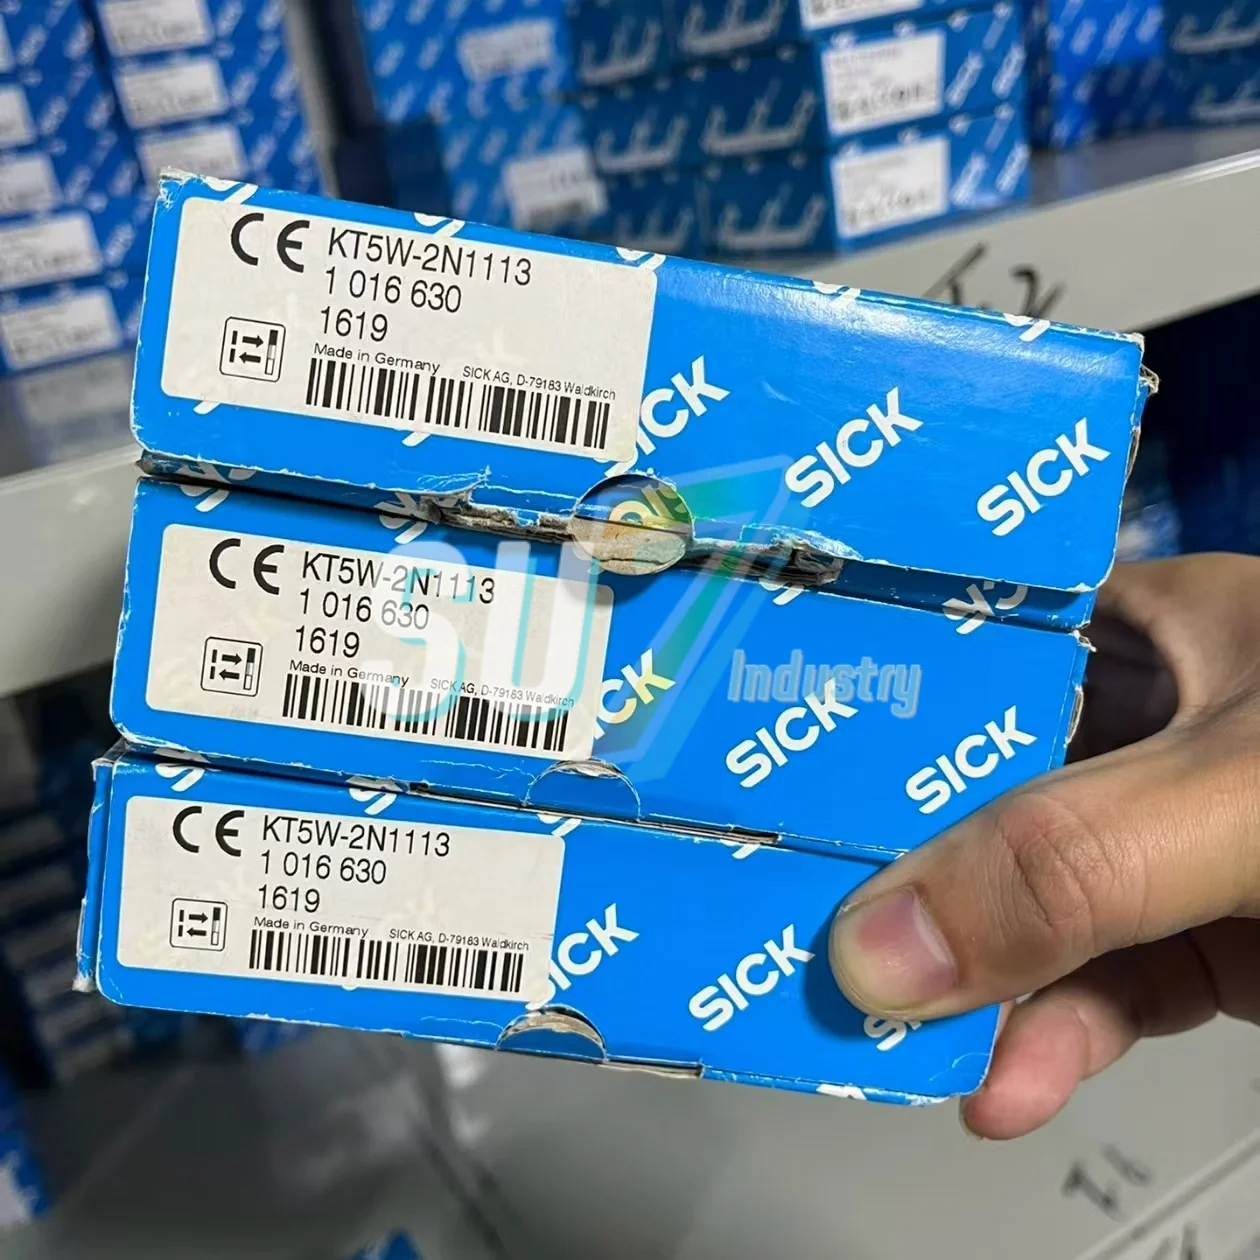 CE KT5W-2N1113
1 016 630
1619
Made in Germany SICK AG, D-79183 Waldkirch
SICK SICK SICK
CE KT5W-2N1113
1 016 630
1619
Made in Germany SICK AG, D-79183 Waldkirch
SU7
Industry
SICK SICK
CE KT5W-2N1113
1 016 630
1619
Made in Germany SICK AG, D-79183 Waldkirch
SICK SICK